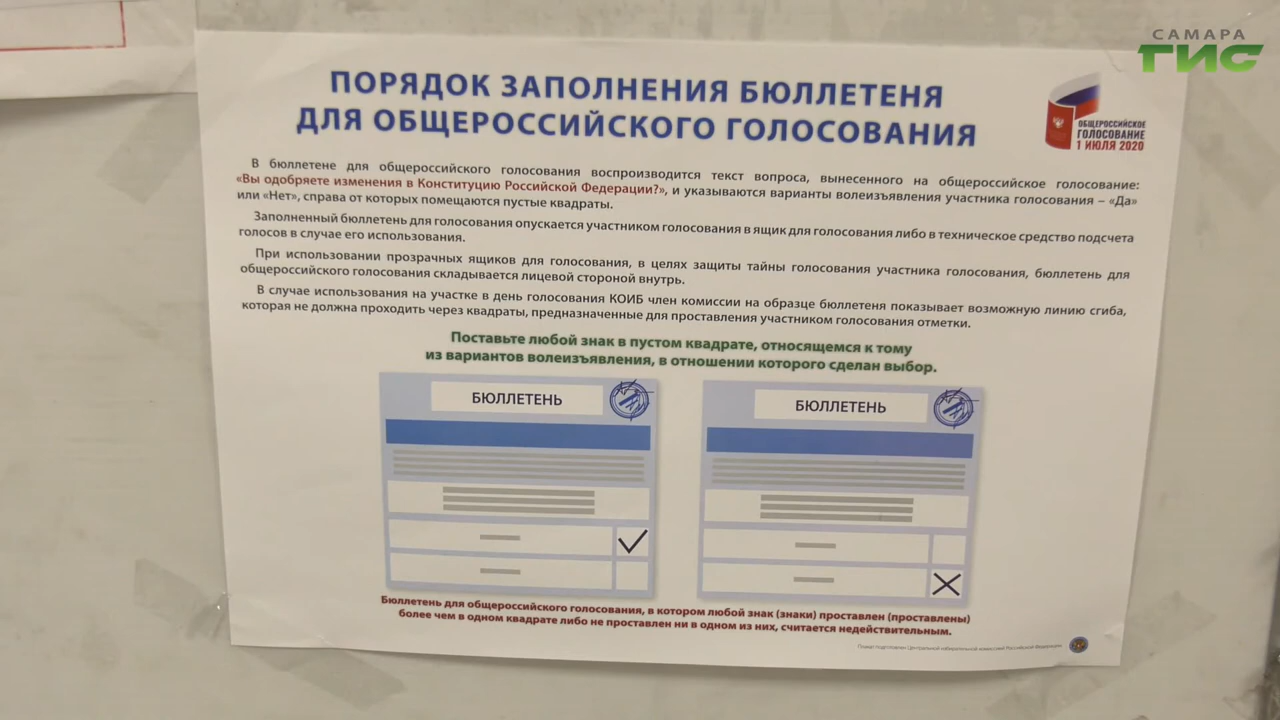 САМАРА
ГИС
ПОРЯДОК ЗАПОЛНЕНИЯ БЮЛЛЕТЕНЯ
ДЛЯ ОБЩЕРОССИЙСКОГО ГОЛОСОВАНИЯ
ОБЩЕРОССИЙСКОЕ
ГОЛОСОВАНИЕ
1 ИЮЛЯ 2020
В бюллетене для общероссийского голосования воспроизводится текст вопроса, вынесенного на общероссийское голосование:
«Вы одобряете изменения в Конституцию Российской Федерации?», и указываются варианты волеизъявления участника голосования – «Да»
или «Нет», справа от которых помещаются пустые квадраты.
Заполненный бюллетень для голосования опускается участником голосования в ящик для голосования либо в техническое средство подсчета
голосов в случае его использования.
При использовании прозрачных ящиков для голосования, в целях защиты тайны голосования участника голосования, бюллетень для
общероссийского голосования складывается лицевой стороной внутрь.
В случае использования на участке в день голосования КОИБ член комиссии на образце бюллетеня показывает возможную линию сгиба,
которая не должна проходить через квадраты, предназначенные для проставления участником голосования отметки.
Поставьте любой знак в пустом квадрате, относящемся к тому
из вариантов волеизъявления, в отношении которого сделан выбор.
БЮЛЛЕТЕНЬ
БЮЛЛЕТЕНЬ
Бюллетень для общероссийского голосования, в котором любой знак (знаки) проставлен (проставлены)
более чем в одном квадрате либо не проставлен ни в одном из них, считается недействительным.
Плакат подготовлен Центральной избирательной комиссией Российской Федерации